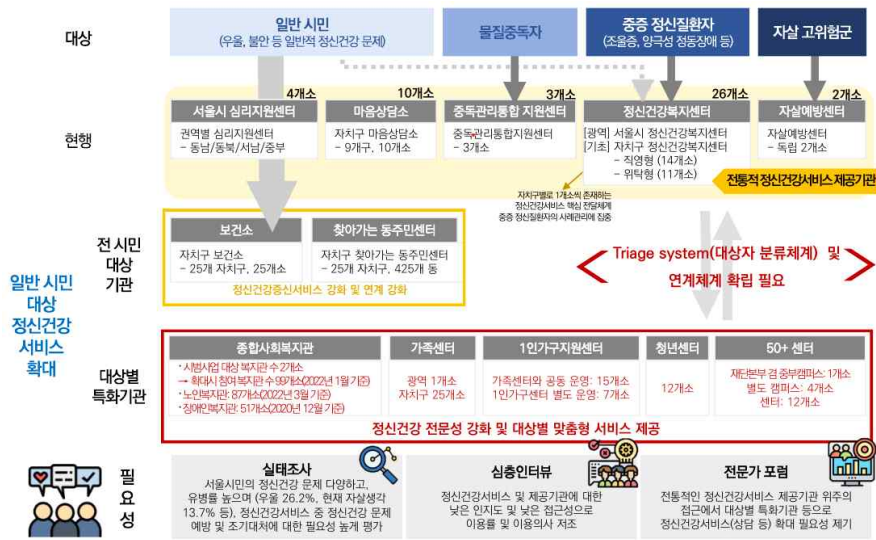 대상
일반 시민
(우울, 불안 등 일반적 정신건강 문제)
물질중독자
중증 정신질환자
(조울증, 양극성 정동장애 등)
자살 고위험군
현행
4개소
서울시 심리지원센터
권역별 심리지원센터
- 동남/동북/서남/중부
10개소
마음상담소
자치구 마음상담소
- 9개구, 10개소
3개소
중독관리통합 지원센터
중독관리통합지원센터
- 3개소
26개소
정신건강복지센터
[광역] 서울시 정신건강복지센터
[기초] 자치구 정신건강복지센터
- 직영형 (14개소)
- 위탁형 (11개소)
2개소
자살예방센터
자살예방센터
- 독립 2개소
전통적 정신건강서비스 제공기관
자치구별로 1개소씩 존재하는
정신건강서비스 핵심 전달체계
중증 정신질환자의 사례관리에 집중
일반 시민
대상
정신건강
서비스
확대
전 시민
대상
기관
보건소
자치구 보건소
- 25개 자치구, 25개소
찾아가는 동주민센터
자치구 찾아가는 동주민센터
- 25개 자치구, 425개 동
정신건강증신서비스 강화 및 연계 강화
Triage system(대상자 분류체계) 및
연계체계 확립 필요
대상별
특화기관
종합사회복지관
· 시범사업 대상 복지관 수 2개소
→ 확대시 참여 복지관 수 99개소(2022년 1월 기준)
· 노인복지관: 87개소(2022년 3월 기준)
· 장애인복지관: 51개소(2020년 12월 기준)
가족센터
광역 1개소
자치구 25개소
1인가구지원센터
가족센터와 공동 운영: 15개소
1인가구센터 별도 운영: 7개소
청년센터
12개소
50+ 센터
재단본부 겸 중부캠퍼스: 1개소
별도 캠퍼스: 4개소
센터: 12개소
정신건강 전문성 강화 및 대상별 맞춤형 서비스 제공
필요성
실태조사
서울시민의 정신건강 문제 다양하고,
유병률 높으며 (우울 26.2%, 현재 자살생각
13.7% 등), 정신건강서비스 중 정신건강 문제
예방 및 조기대처에 대한 필요성 높게 평가
심층인터뷰
정신건강서비스 및 제공기관에 대한
낮은 인지도 및 낮은 접근성으로
이용률 및 이용의사 저조
전문가 포럼
전통적인 정신건강서비스 제공기관 위주의
접근에서 대상별 특화기관 등으로
정신건강서비스(상담 등) 확대 필요성 제기